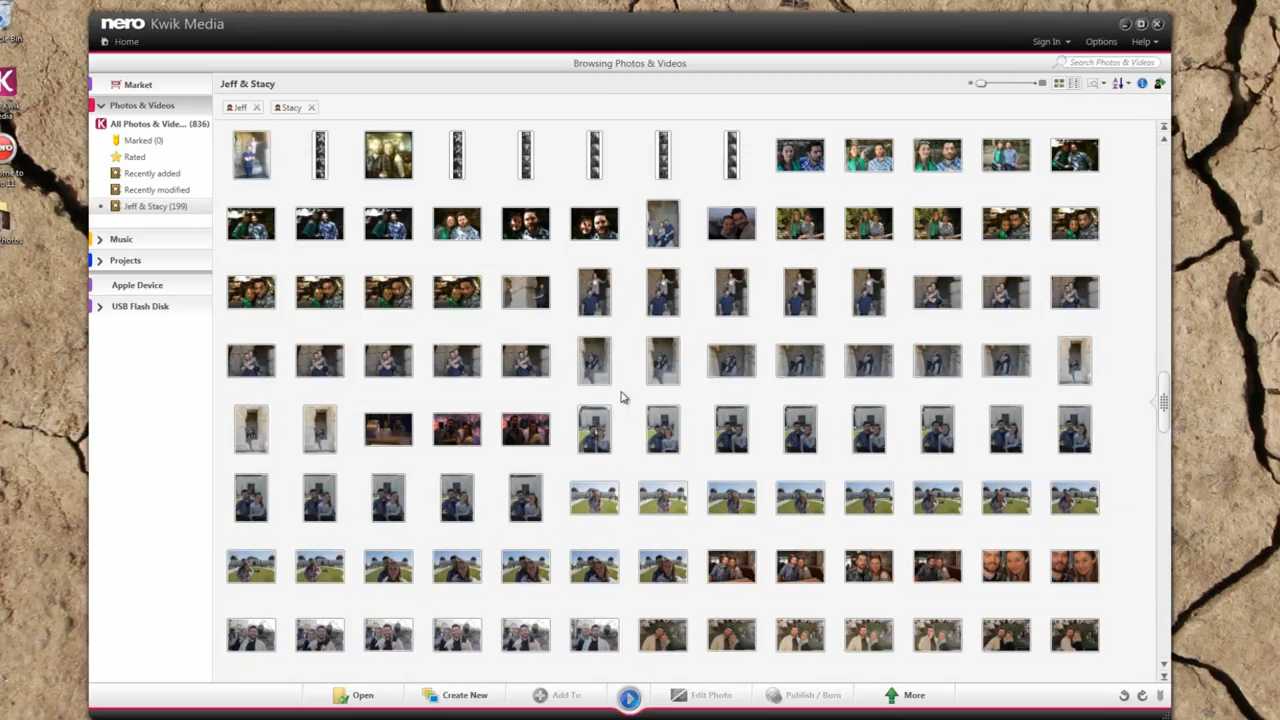 nero Kwik Media
Home
Sign In
Options
Help
Browsing Photos & Videos
Search Photos & Videos
Market
Jeff & Stacy
Photos & Videos
Jeff
Stacy
All Photos & Vide... (836)
Marked (0)
Rated
Recently added
Recently modified
Jeff & Stacy (199)
Music
Projects
Apple Device
USB Flash Disk
Open
Create New
Add To
Edit Photo
Publish / Burn
More